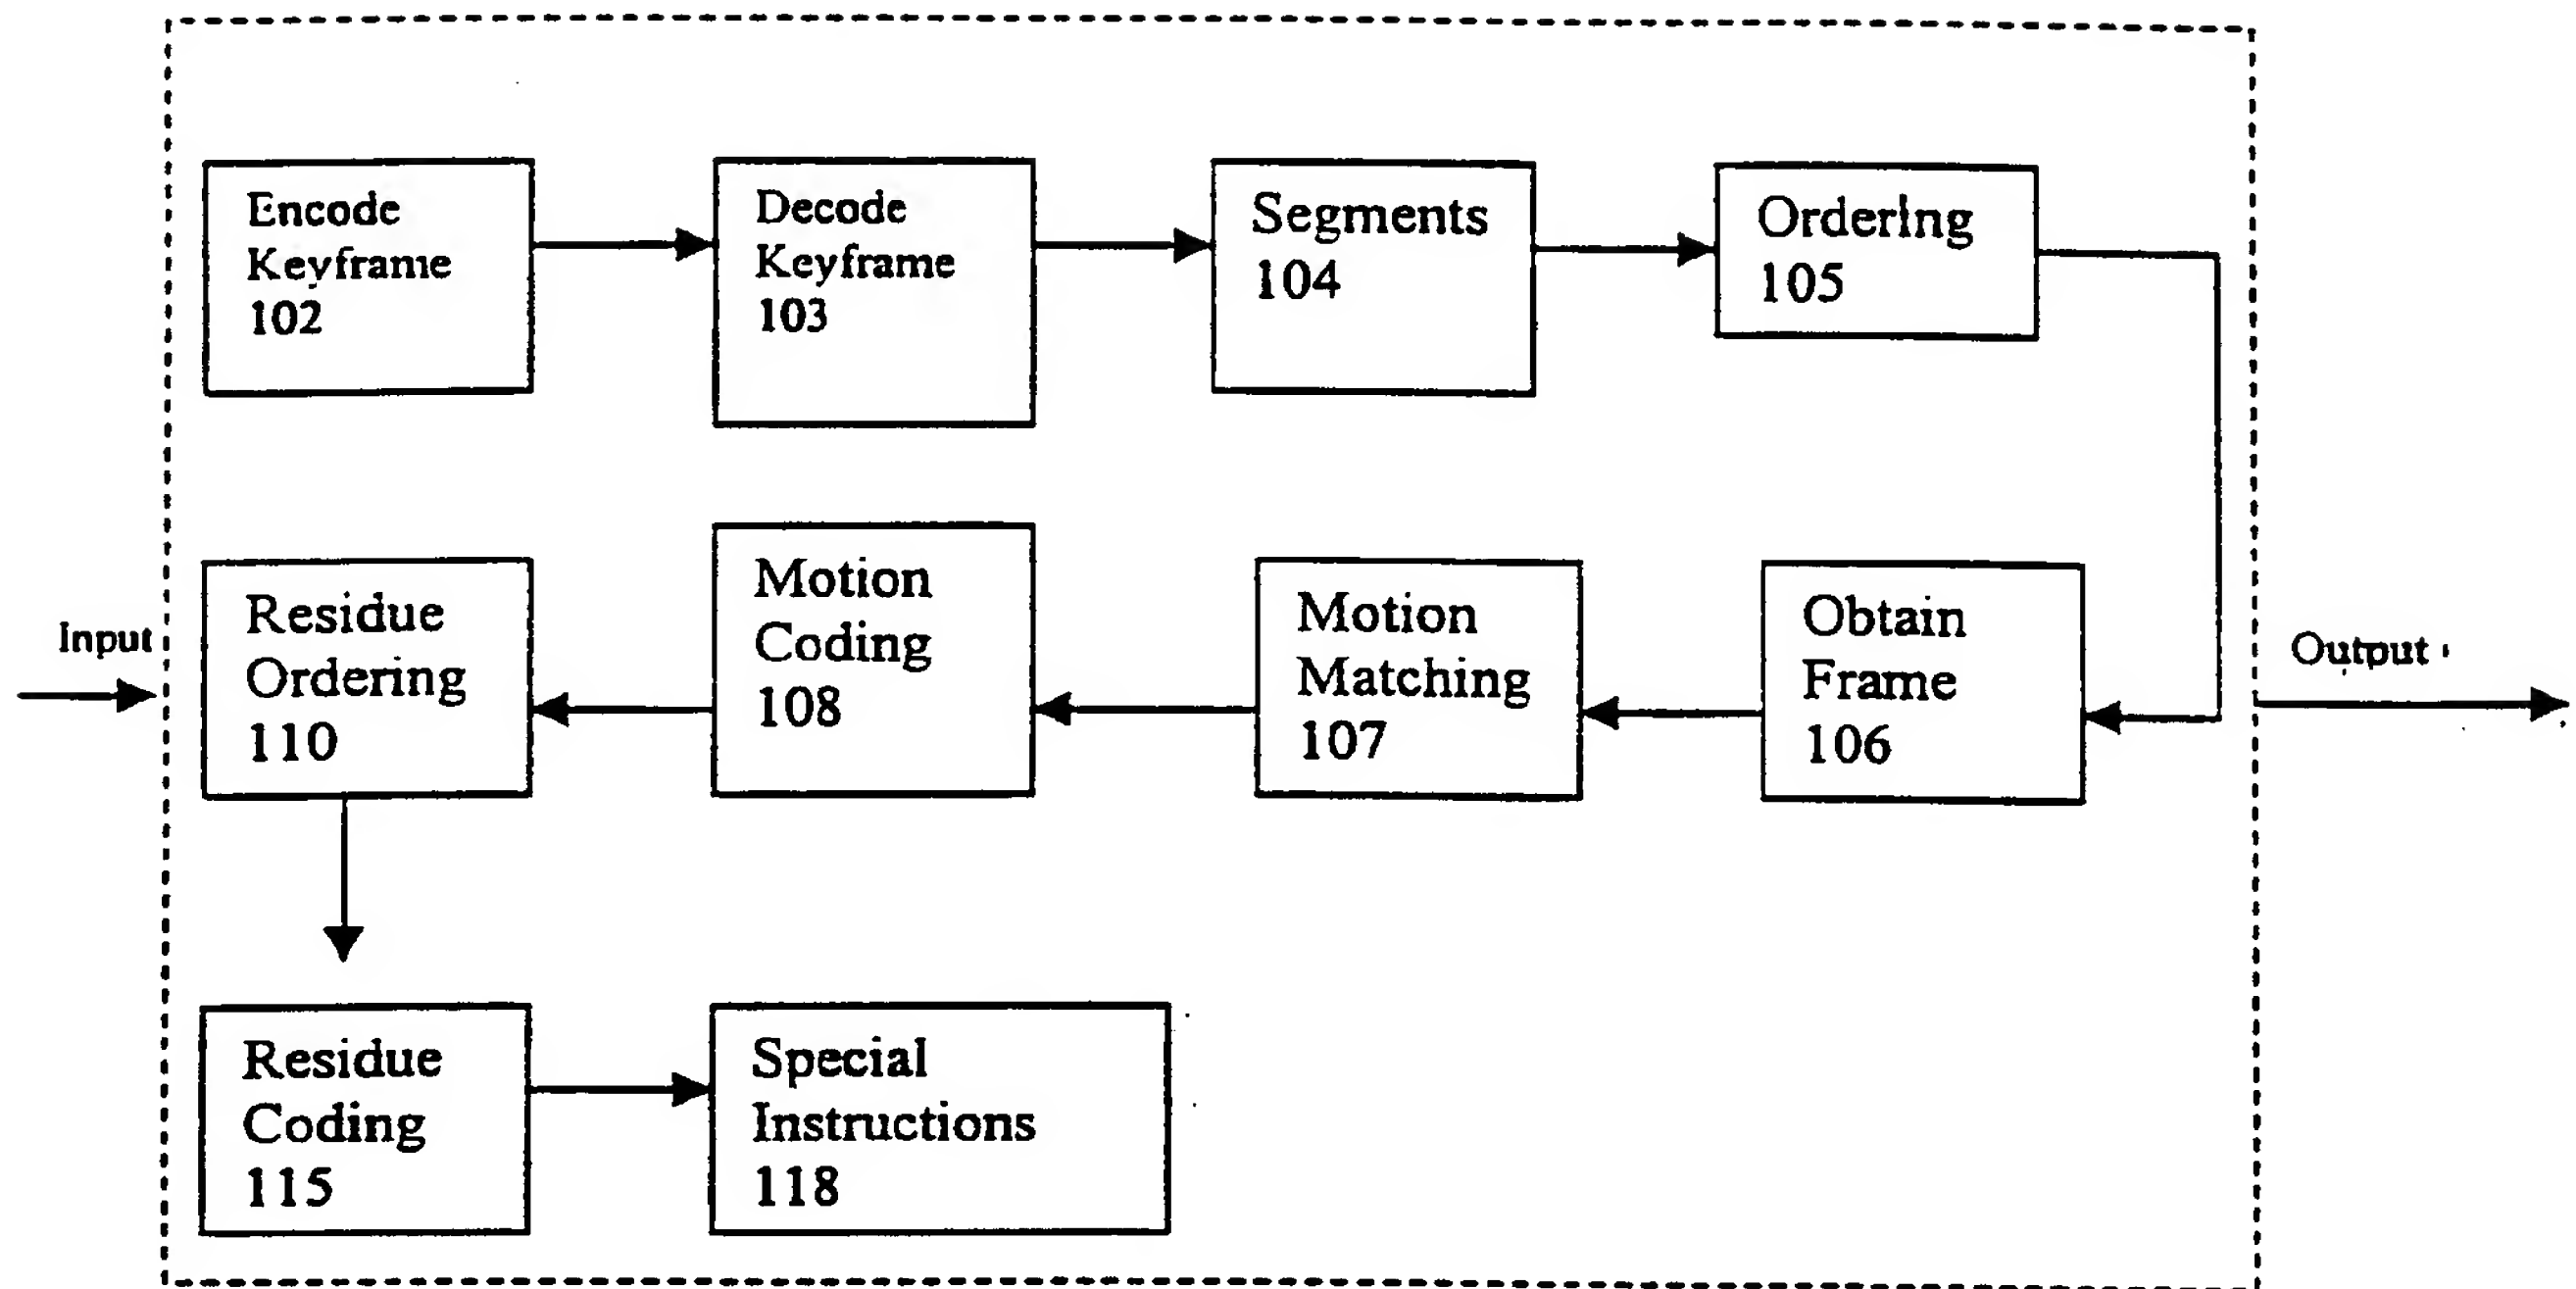 Encode
Keyframe
102
Decode
Keyframe
103
Segments
104
Ordering
105
Input
Residue
Ordering
110
Motion
Coding
108
Motion
Matching
107
Obtain
Frame
106
Output
Residue
Coding
115
Special
Instructions
118